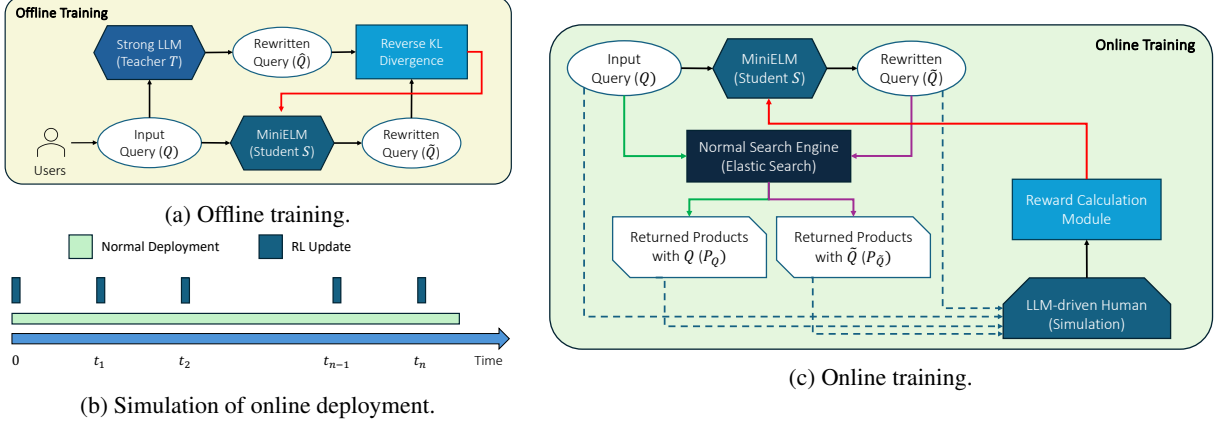 Offline Training
Strong LLM
(Teacher T)
Rewritten
Query (Q̂)
Reverse KL
Divergence
Users
Input
Query (Q)
MiniELM
(Student S)
Rewritten
Query (Q̃)
(a) Offline training.
Normal Deployment
RL Update
0
t₁
t₂
tₙ₋₁
tₙ
Time
(b) Simulation of online deployment.
Online Training
Input
Query (Q)
MiniELM
(Student S)
Rewritten
Query (Q̃)
Normal Search Engine
(Elastic Search)
Returned Products
with Q (P_Q)
Returned Products
with Q̃ (P_Q̃)
Reward Calculation
Module
LLM-driven Human
(Simulation)
(c) Online training.